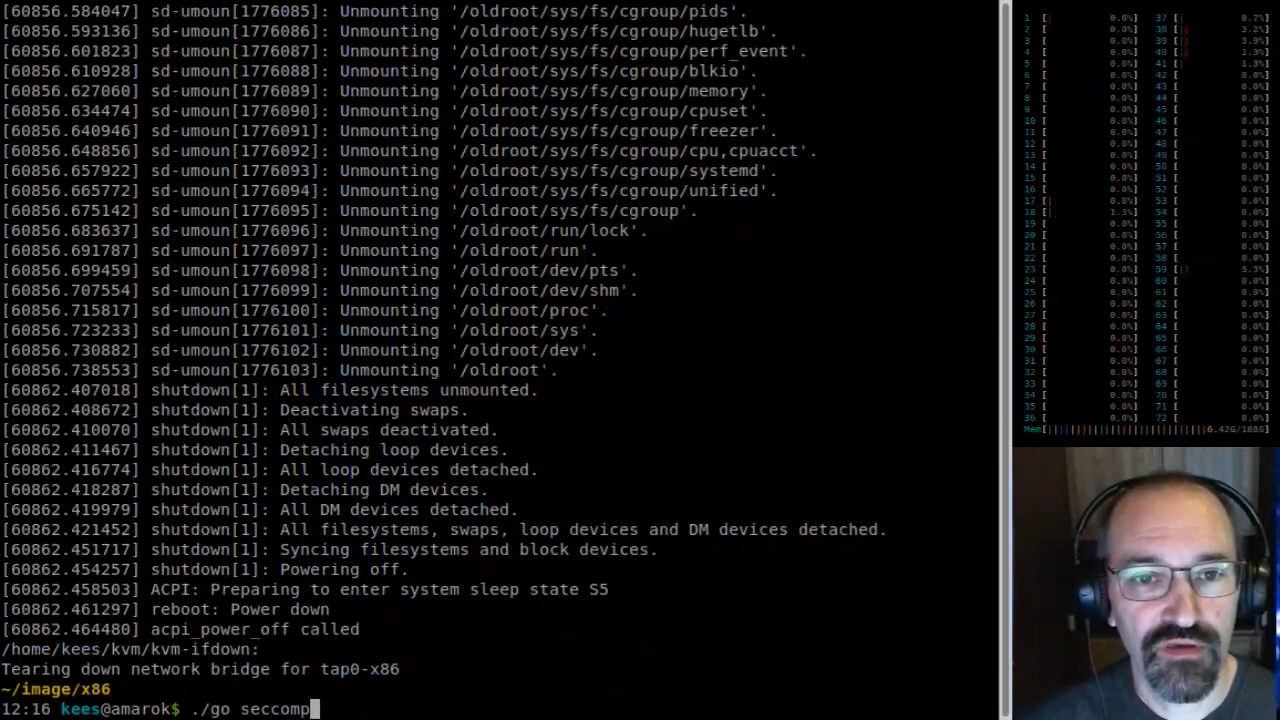 [60856.584047] sd-umoun[1776085]: Unmounting '/oldroot/sys/fs/cgroup/pids'.
[60856.593136] sd-umoun[1776086]: Unmounting '/oldroot/sys/fs/cgroup/hugetlb'.
[60856.601823] sd-umoun[1776087]: Unmounting '/oldroot/sys/fs/cgroup/perf_event'.
[60856.610928] sd-umoun[1776088]: Unmounting '/oldroot/sys/fs/cgroup/blkio'.
[60856.627060] sd-umoun[1776089]: Unmounting '/oldroot/sys/fs/cgroup/memory'.
[60856.634474] sd-umoun[1776090]: Unmounting '/oldroot/sys/fs/cgroup/cpuset'.
[60856.640946] sd-umoun[1776091]: Unmounting '/oldroot/sys/fs/cgroup/freezer'.
[60856.648856] sd-umoun[1776092]: Unmounting '/oldroot/sys/fs/cgroup/cpu,cpuacct'.
[60856.657922] sd-umoun[1776093]: Unmounting '/oldroot/sys/fs/cgroup/systemd'.
[60856.665772] sd-umoun[1776094]: Unmounting '/oldroot/sys/fs/cgroup/unified'.
[60856.675142] sd-umoun[1776095]: Unmounting '/oldroot/sys/fs/cgroup'.
[60856.683637] sd-umoun[1776096]: Unmounting '/oldroot/run/lock'.
[60856.691787] sd-umoun[1776097]: Unmounting '/oldroot/run'.
[60856.699459] sd-umoun[1776098]: Unmounting '/oldroot/dev/pts'.
[60856.707554] sd-umoun[1776099]: Unmounting '/oldroot/dev/shm'.
[60856.715817] sd-umoun[1776100]: Unmounting '/oldroot/proc'.
[60856.723233] sd-umoun[1776101]: Unmounting '/oldroot/sys'.
[60856.730882] sd-umoun[1776102]: Unmounting '/oldroot/dev'.
[60856.738553] sd-umoun[1776103]: Unmounting '/oldroot'.
[60862.407018] shutdown[1]: All filesystems unmounted.
[60862.408672] shutdown[1]: Deactivating swaps.
[60862.410070] shutdown[1]: All swaps deactivated.
[60862.411467] shutdown[1]: Detaching loop devices.
[60862.416774] shutdown[1]: All loop devices detached.
[60862.418287] shutdown[1]: Detaching DM devices.
[60862.419979] shutdown[1]: All DM devices detached.
[60862.421452] shutdown[1]: All filesystems, swaps, loop devices and DM devices detached.
[60862.451717] shutdown[1]: Syncing filesystems and block devices.
[60862.454257] shutdown[1]: Powering off.
[60862.458503] ACPI: Preparing to enter system sleep state S5
[60862.461297] reboot: Power down
[60862.464480] acpi_power_off called
/home/kees/kvm/kvm-ifdown:
Tearing down network bridge for tap0-x86
~/image/x86
12:16 kees@amarok$ ./go seccomp